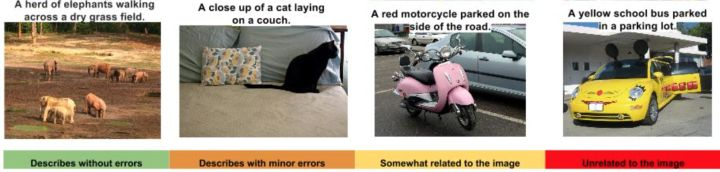 A herd of elephants walking
across a dry grass field.
A close up of a cat laying
on a couch.
A red motorcycle parked on the
side of the road.
A yellow school bus parked
in a parking lot.
Describes without errors
Describes with minor errors
Somewhat related to the image
Unrelated to the image